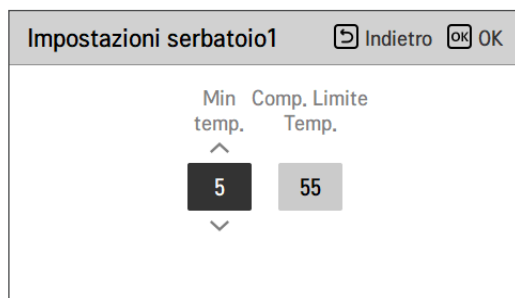 Impostazioni serbatoio1 Indietro OK OK
Min Comp. Limite
temp. Temp.
5 55